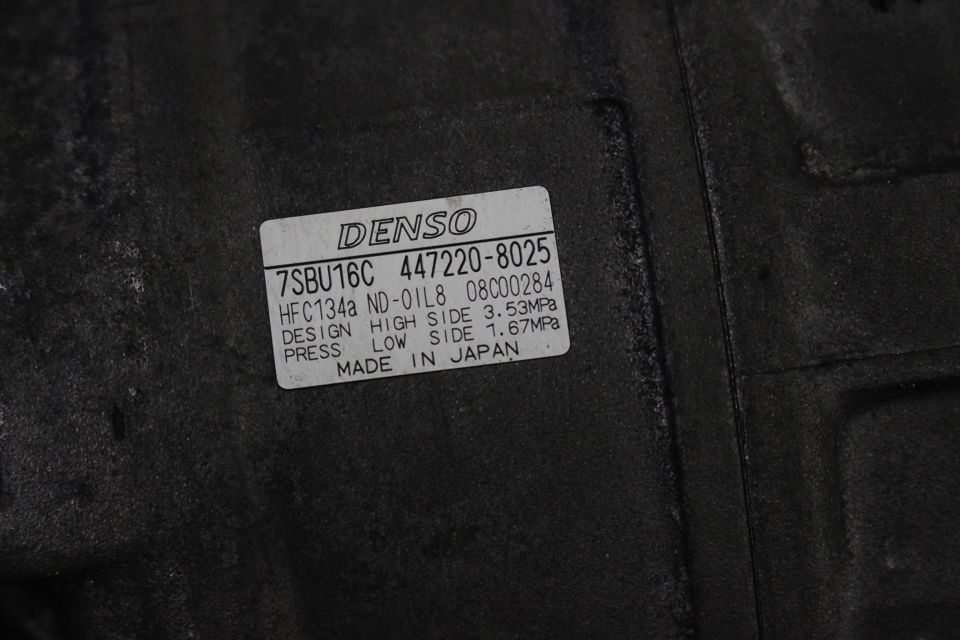 DENSO
7SBU16C 447220-8025
HFC134a ND-OIL8 08C00284
DESIGN HIGH SIDE 3.53MPa
PRESS LOW SIDE 1.67MPa
MADE IN JAPAN